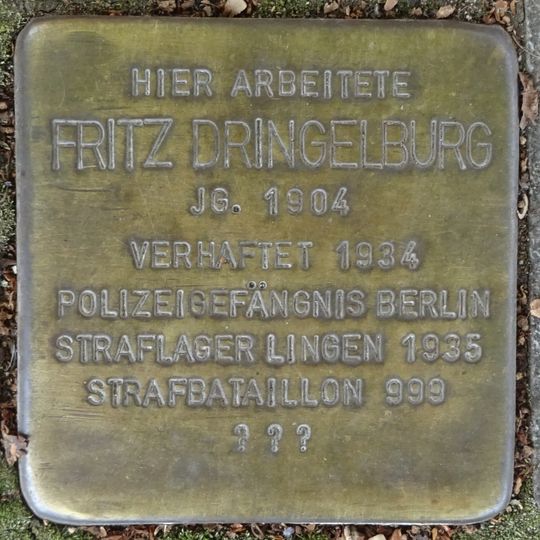 HIER ARBEITETE
FRITZ DRINGELBURG
JG. 1904
VERHAFTET 1934
POLIZEIGEFÄNGNIS BERLIN
STRAFLAGER LINGEN 1935
STRAFBATAILLON 999
? ? ?